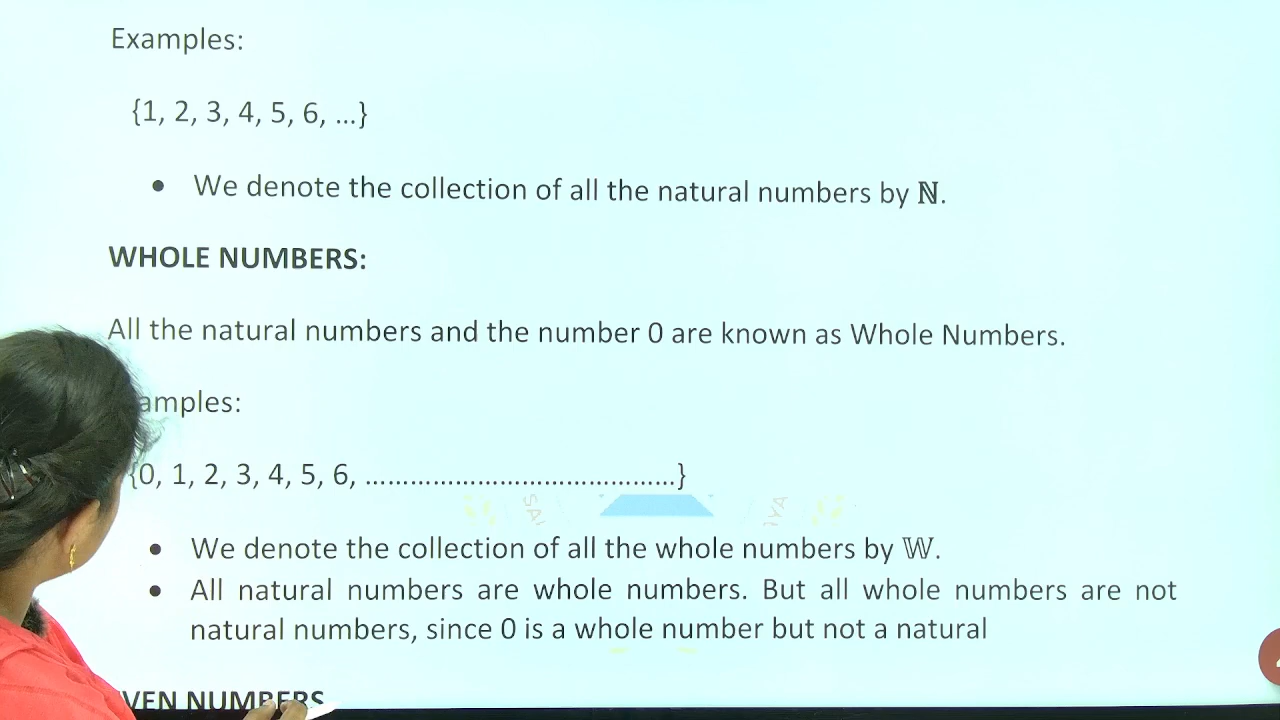 Examples:
{1, 2, 3, 4, 5, 6, ...}
• We denote the collection of all the natural numbers by ℕ.
WHOLE NUMBERS:
All the natural numbers and the number 0 are known as Whole Numbers.
amples:
{0, 1, 2, 3, 4, 5, 6, .........................................}
• We denote the collection of all the whole numbers by 𝕎.
• All natural numbers are whole numbers. But all whole numbers are not
natural numbers, since 0 is a whole number but not a natural
VEN NUMBERS